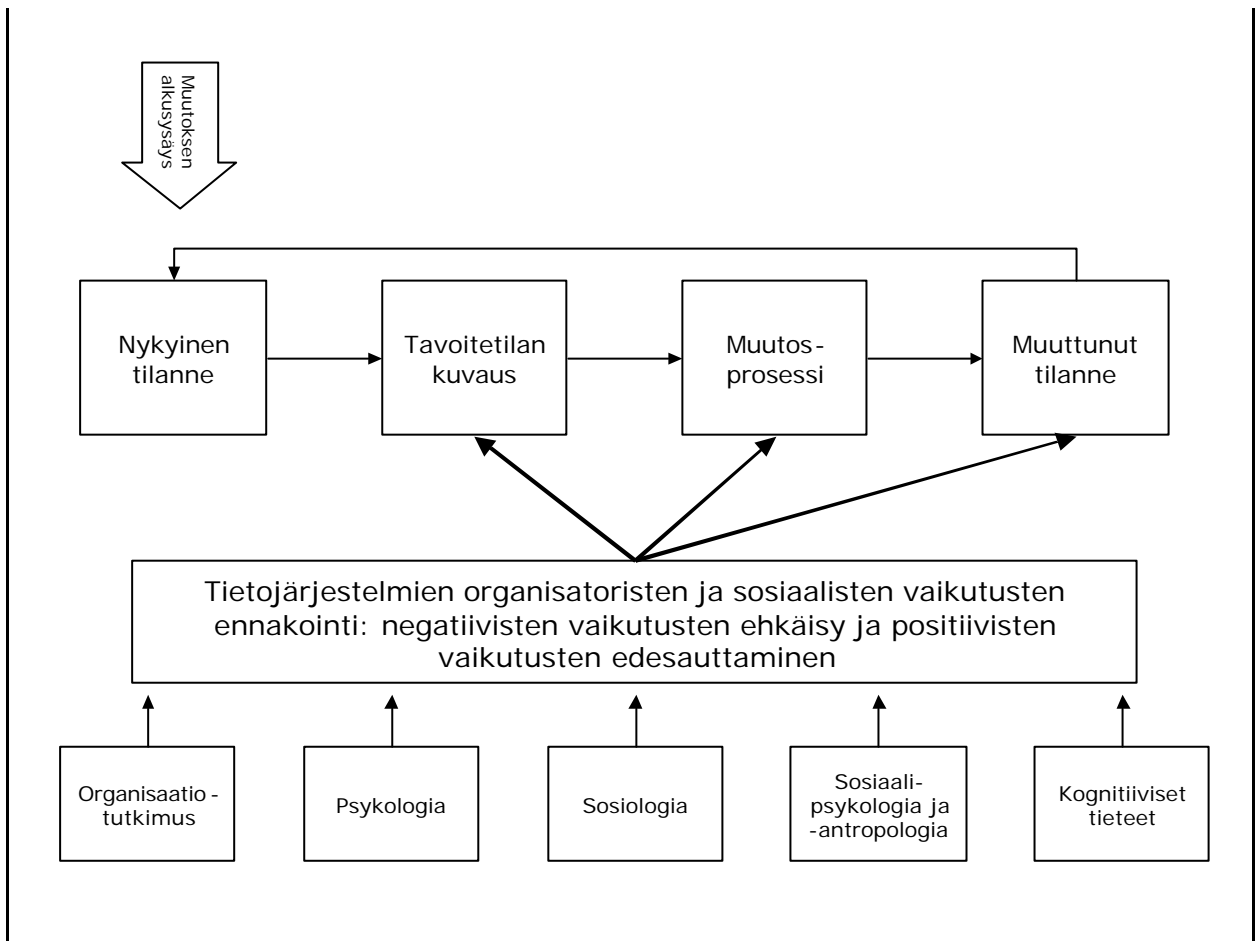 Muutoksen
alkusysäys
Nykyinen
tilanne
Tavoitetilan
kuvaus
Muutos-
prosessi
Muuttunut
tilanne
Tietojärjestelmien organisatoristen ja sosiaalisten vaikutusten
ennakointi: negatiivisten vaikutusten ehkäisy ja positiivisten
vaikutusten edesauttaminen
Organisaatio -
tutkimus
Psykologia
Sosiologia
Sosiaali-
psykologia ja
-antropologia
Kognitiiviset
tieteet